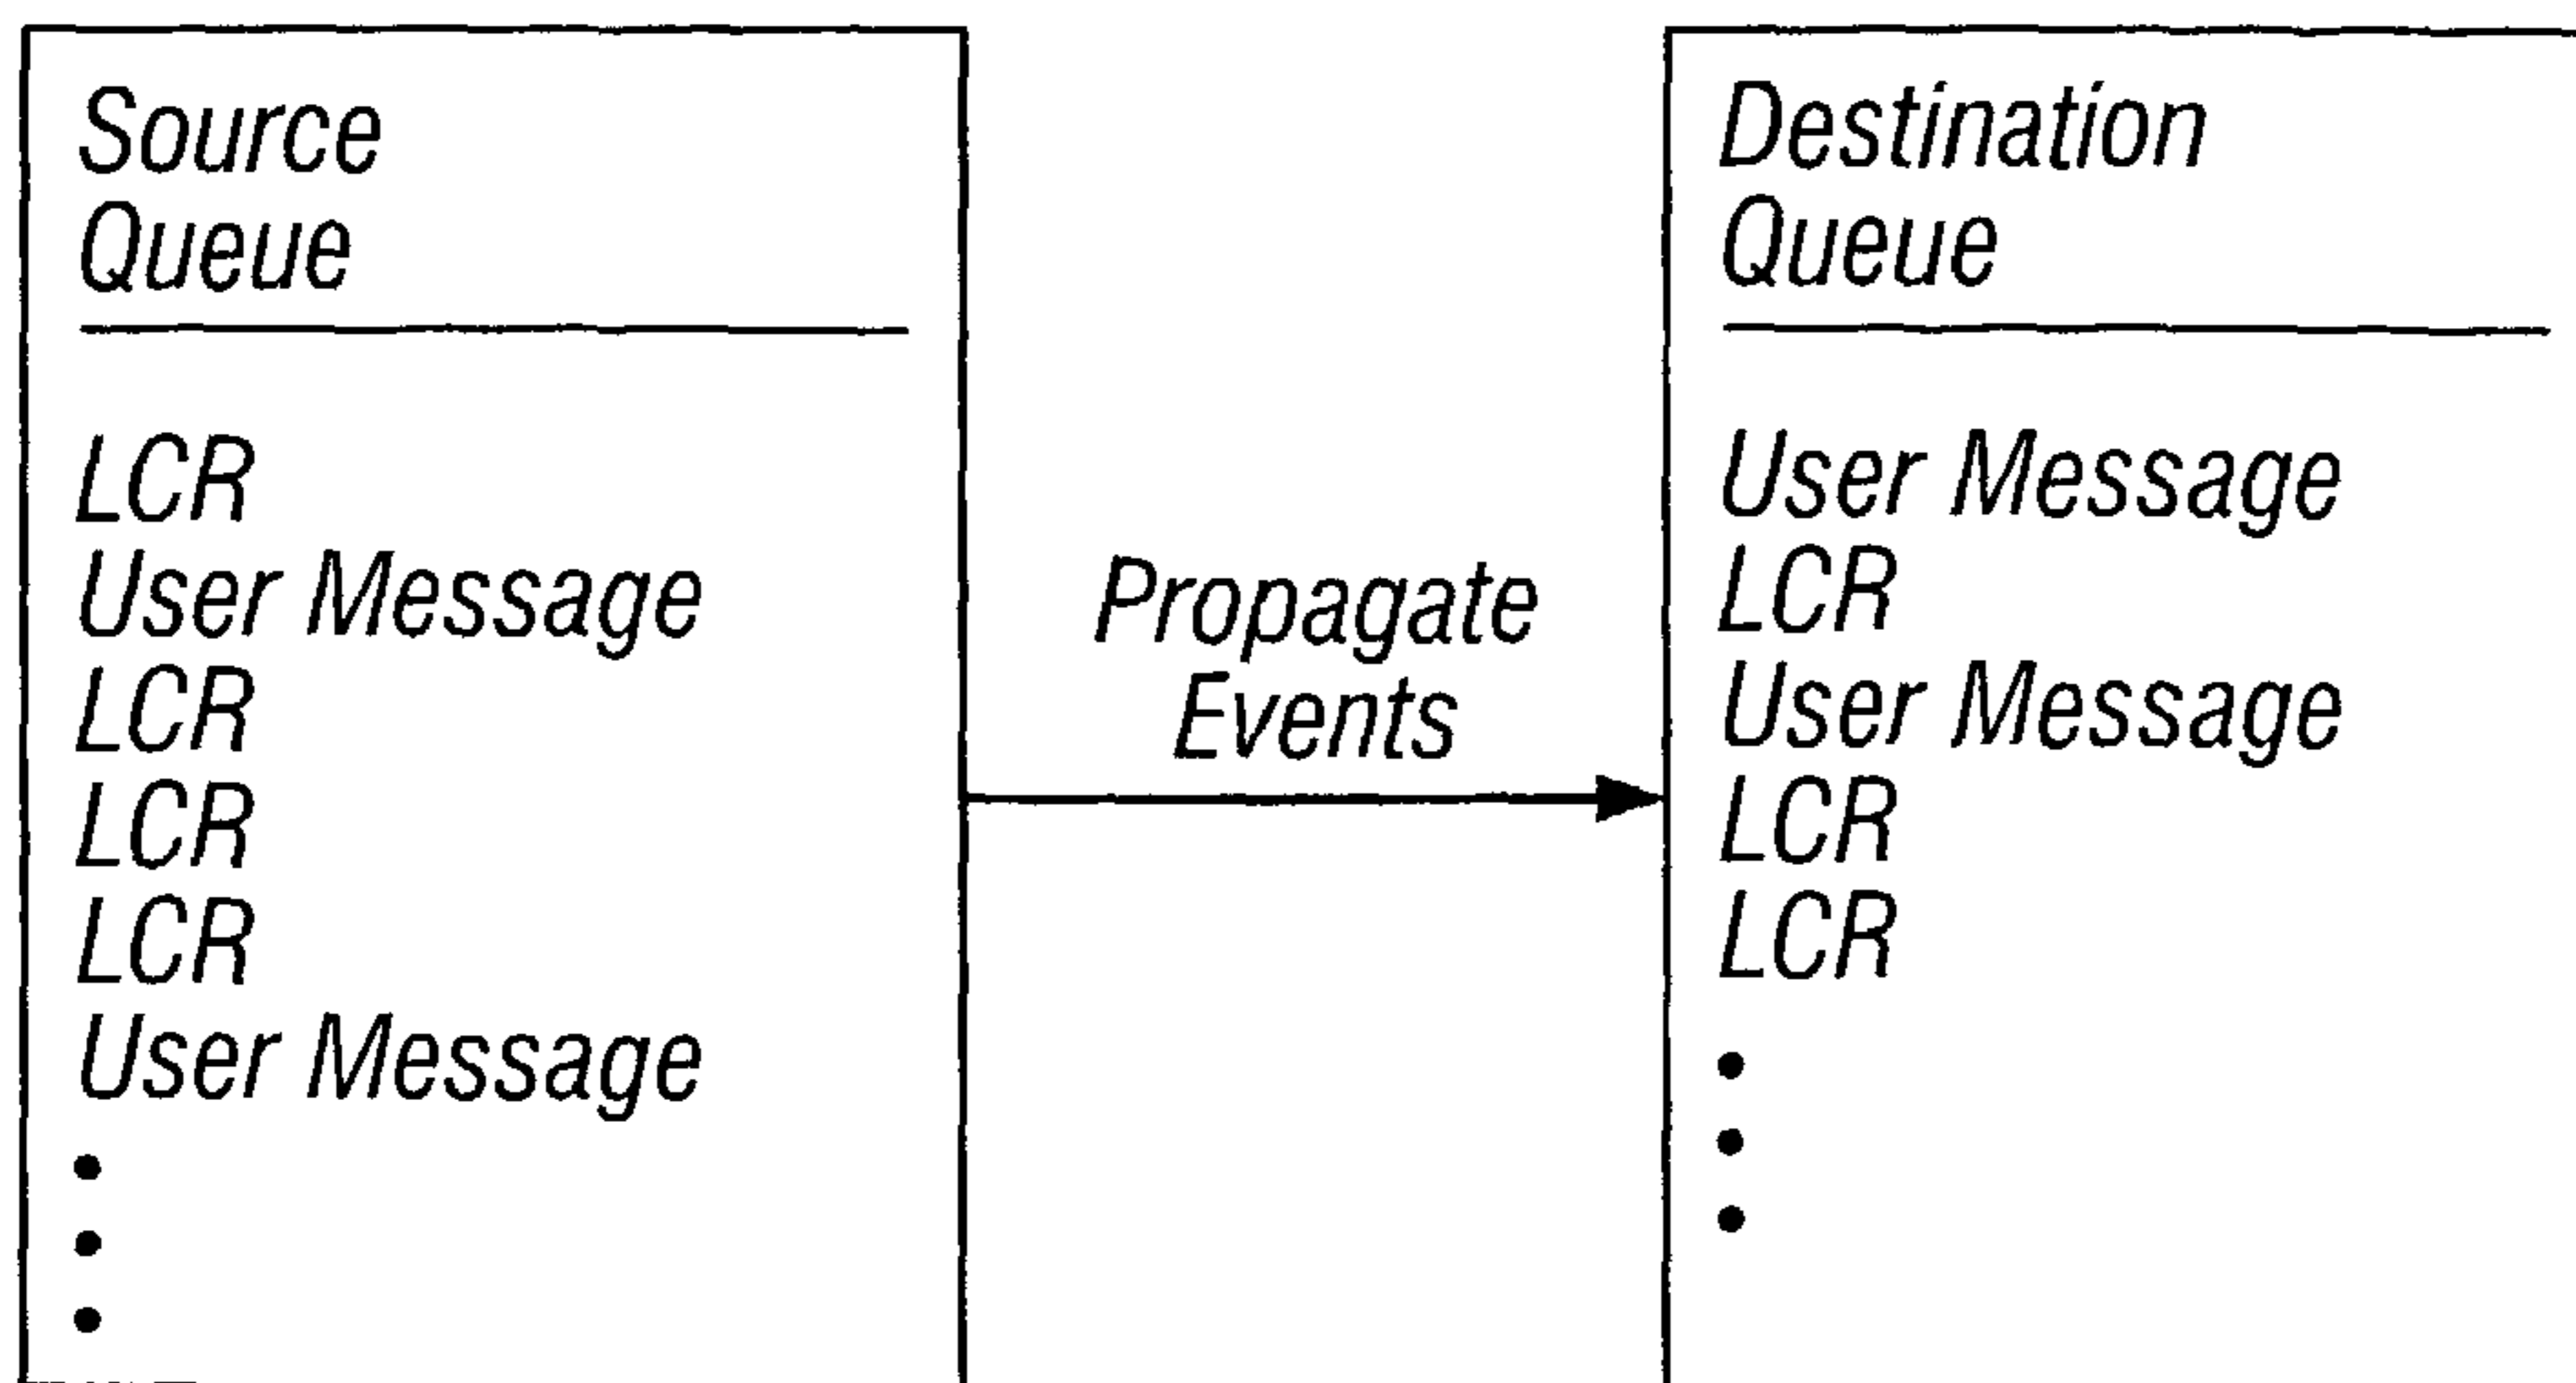 Source
Queue
LCR
User Message
LCR
LCR
LCR
User Message
Propagate
Events
Destination
Queue
User Message
LCR
User Message
LCR
LCR